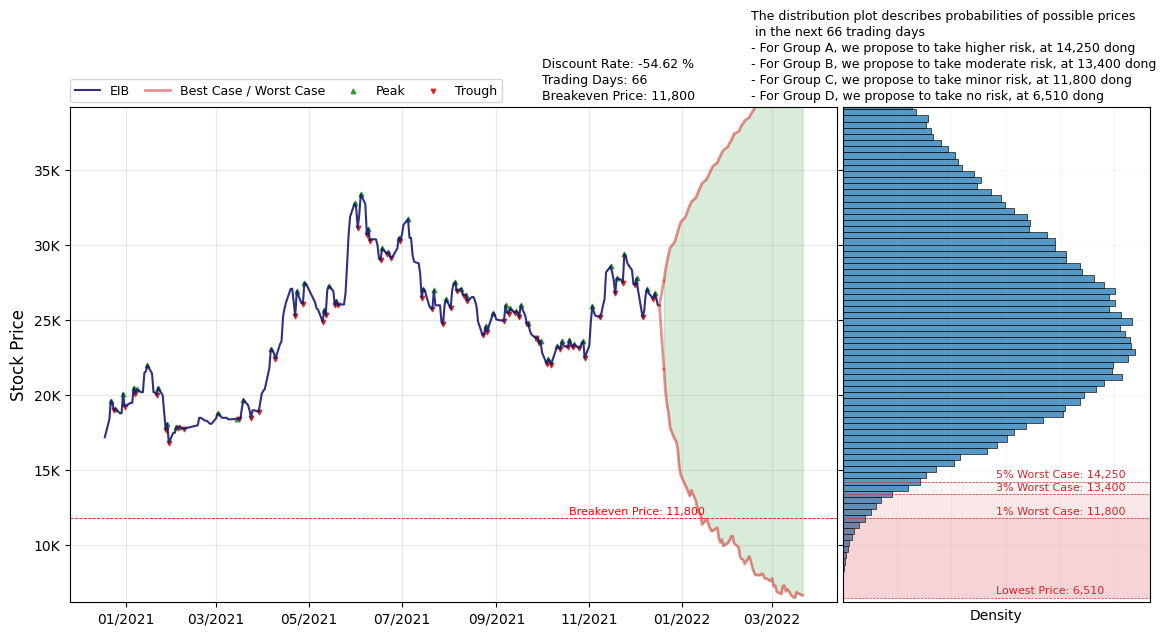 The distribution plot describes probabilities of possible prices
in the next 66 trading days
- For Group A, we propose to take higher risk, at 14,250 dong
- For Group B, we propose to take moderate risk, at 13,400 dong
- For Group C, we propose to take minor risk, at 11,800 dong
- For Group D, we propose to take no risk, at 6,510 dong
Discount Rate: -54.62 %
Trading Days: 66
Breakeven Price: 11,800
EIB
Best Case / Worst Case
Peak
Trough
Stock Price
35K
30K
25K
20K
15K
10K
Breakeven Price: 11,800
01/2021
03/2021
05/2021
07/2021
09/2021
11/2021
01/2022
03/2022
5% Worst Case: 14,250
3% Worst Case: 13,400
1% Worst Case: 11,800
Lowest Price: 6,510
Density